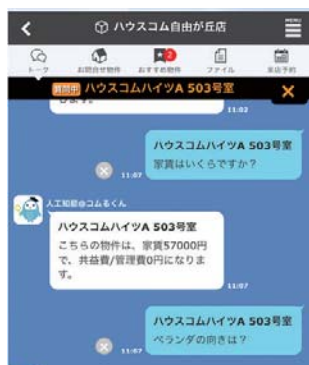 ハウスコム自由が丘店
MENU
トーク
お問合せ物件
おすすめ物件
2
ファイル
来店予約
質問中 ハウスコムハイツA 503号室
します。
11:02
ハウスコムハイツA 503号室
家賃はいくらですか？
11:07
人工知能@コムるくん
ハウスコムハイツA 503号室
こちらの物件は、家賃57000円
で、共益費/管理費0円になりま
す。
11:07
ハウスコムハイツA 503号室
ベランダの向きは？
11:07